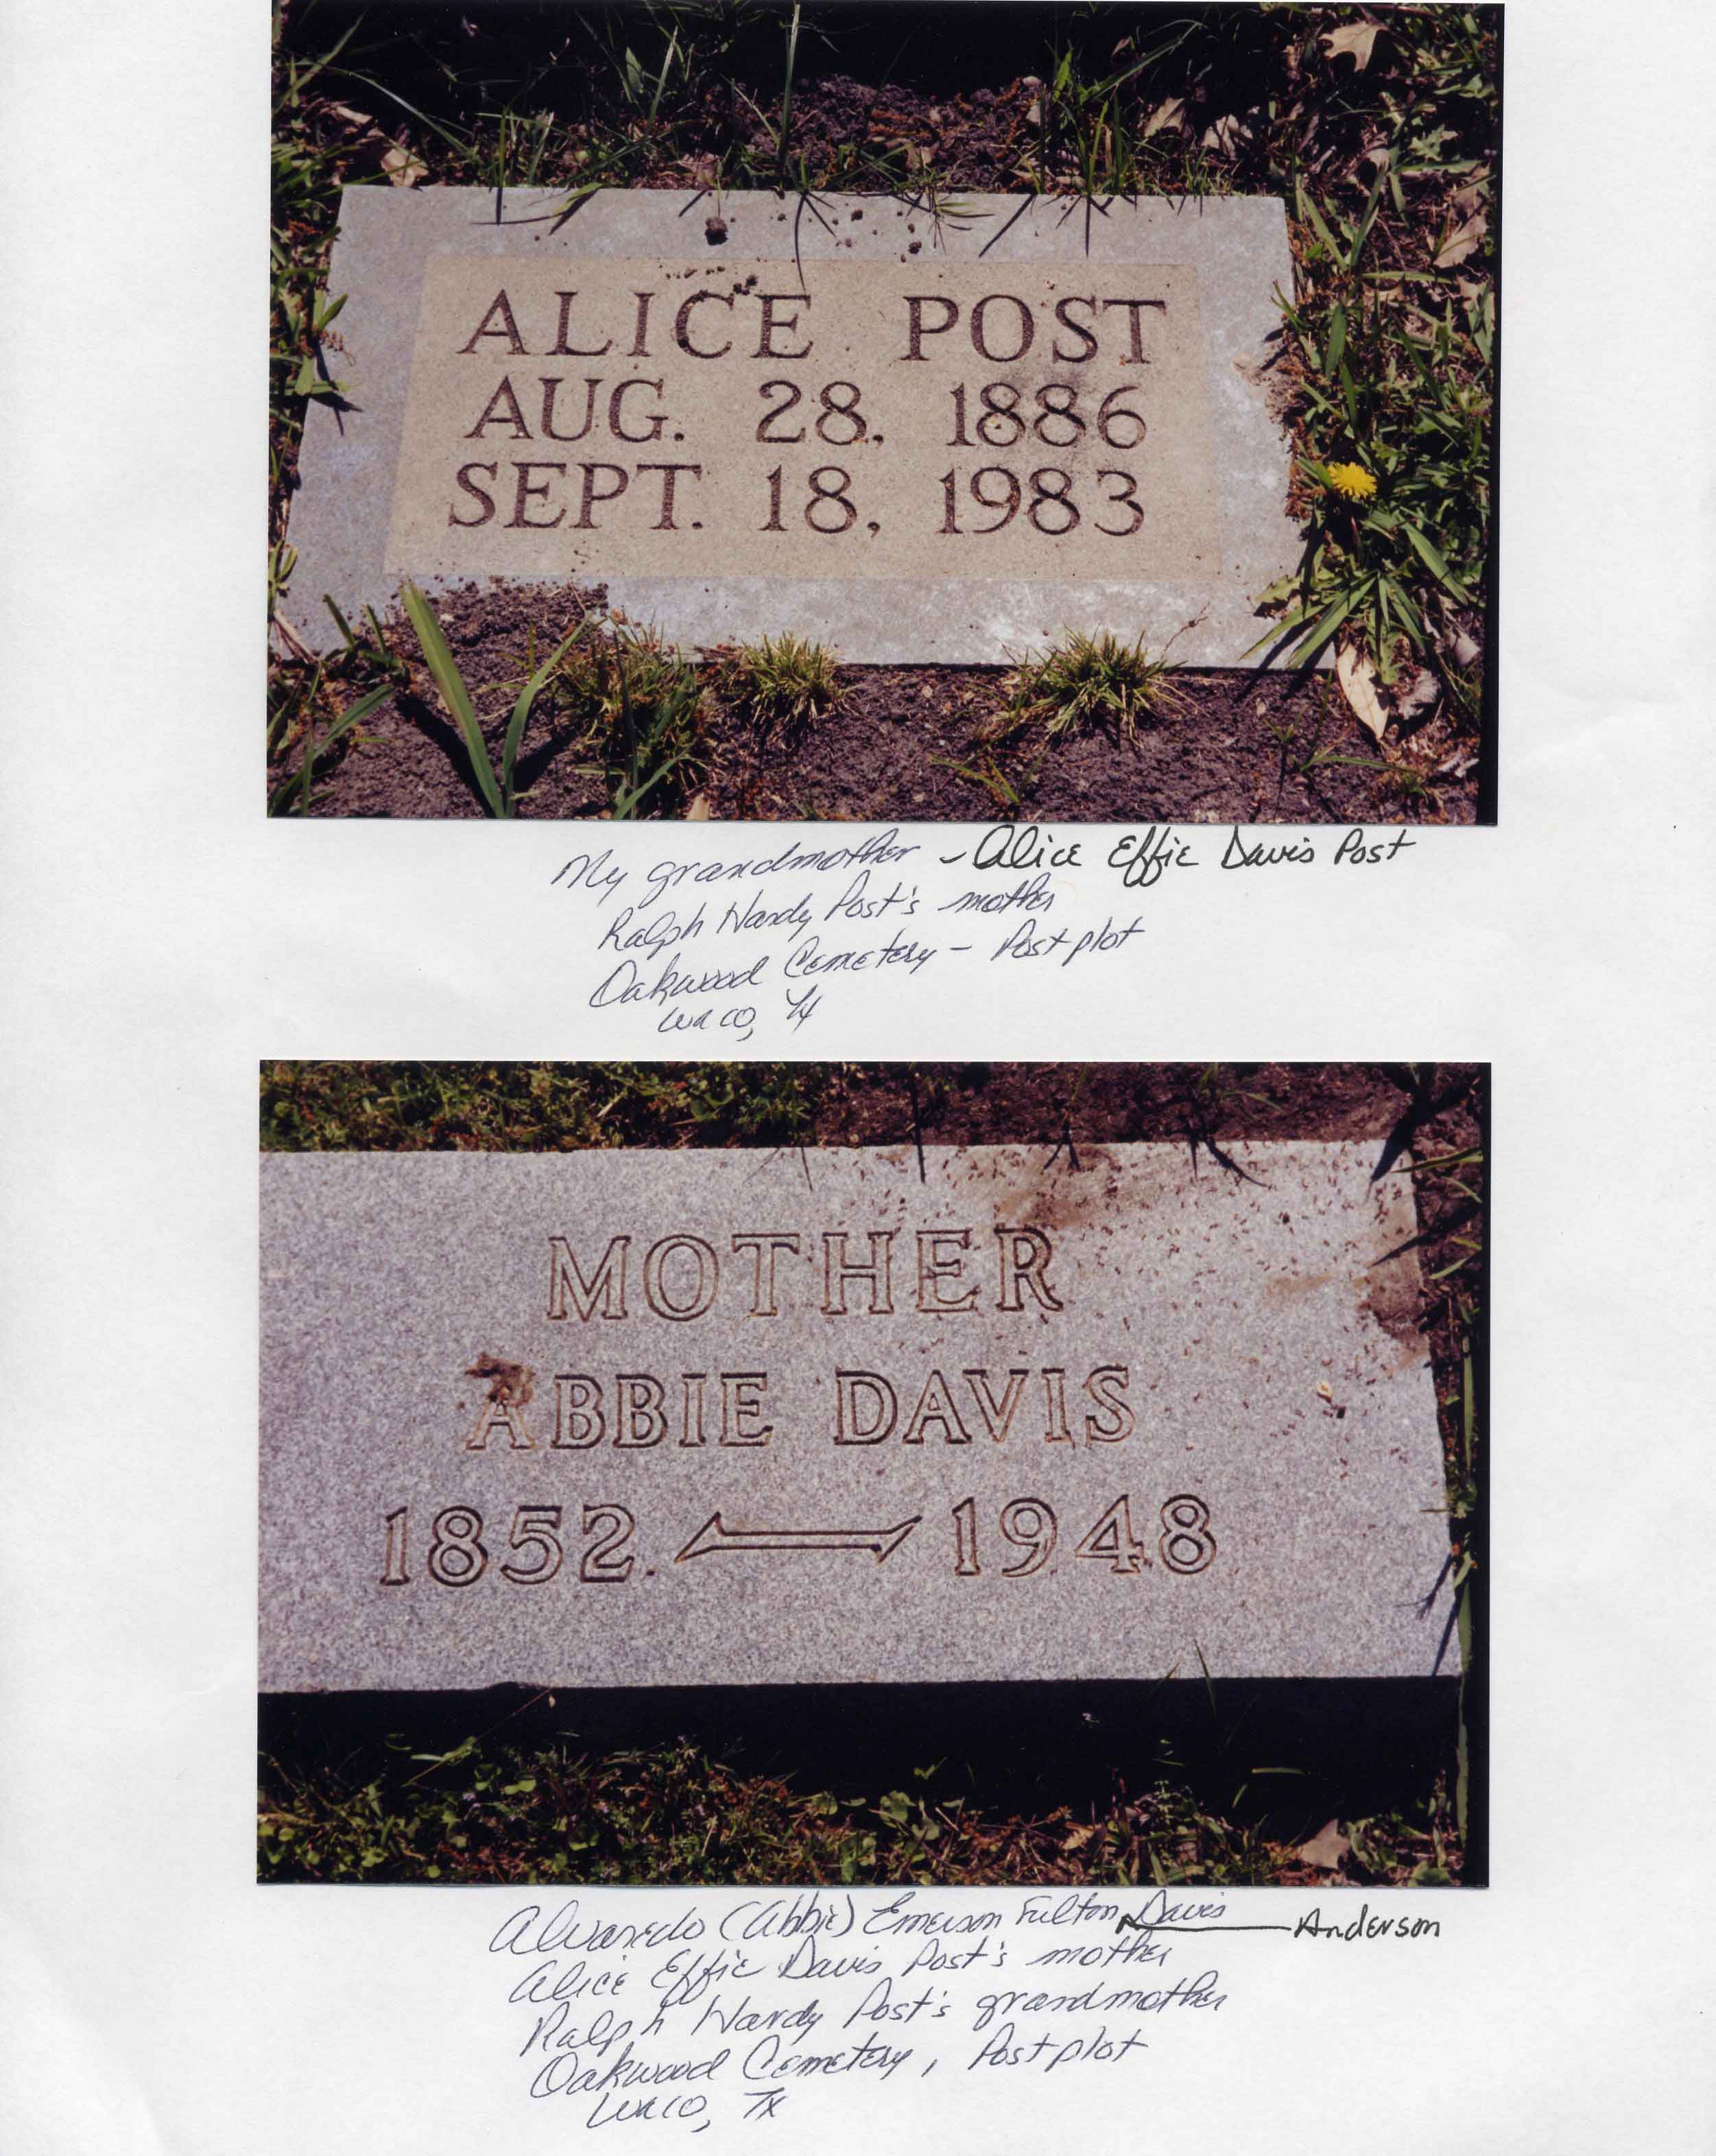 ALICE POST
AUG. 28, 1886
SEPT. 18, 1983
My grandmother - Alice Effie Davis Post
Ralph Hardy Post's mother
Oakwood Cemetery - Post plot
Waco, TX
MOTHER
ABBIE DAVIS
1852 1948
Alvaredo (Abbie) Emerson Fulton Davis Anderson
Alice Effie Davis Post's mother
Ralph Hardy Post's grandmother
Oakwood Cemetery, Post plot
Waco, TX